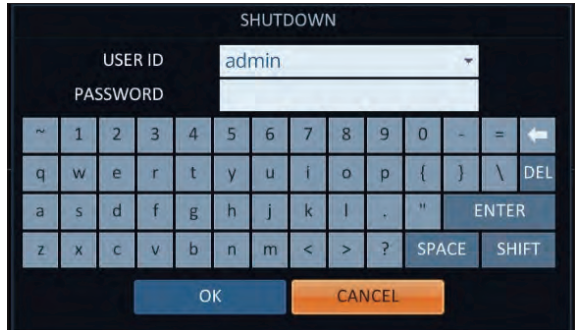 SHUTDOWN
USER ID admin
PASSWORD
~ 1 2 3 4 5 6 7 8 9 0 - =
q w e r t y u i o p { } \ DEL
a s d f g h j k l . " ENTER
z x c v b n m < > ? SPACE SHIFT
OK CANCEL